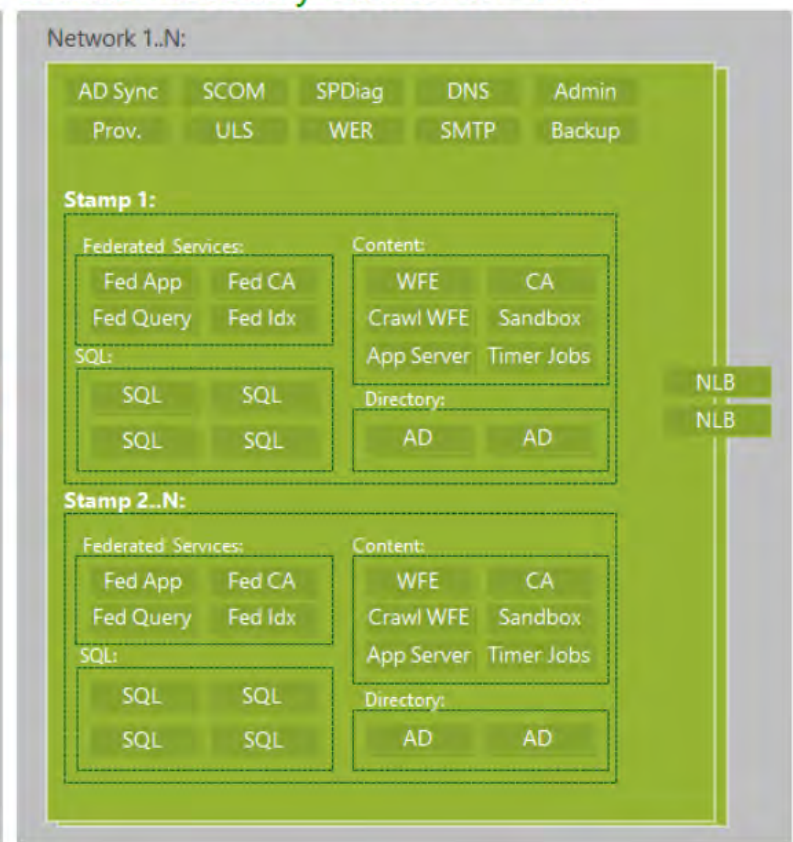 Network 1..N:
AD Sync SCOM SPDiag DNS Admin
Prov. ULS WER SMTP Backup
Stamp 1:
Federated Services:
Fed App Fed CA
Fed Query Fed Idx
SQL:
SQL SQL
SQL SQL
Content:
WFE CA
Crawl WFE Sandbox
App Server Timer Jobs
Directory:
AD AD
NLB
NLB
Stamp 2..N:
Federated Services:
Fed App Fed CA
Fed Query Fed Idx
SQL:
SQL SQL
SQL SQL
Content:
WFE CA
Crawl WFE Sandbox
App Server Timer Jobs
Directory:
AD AD